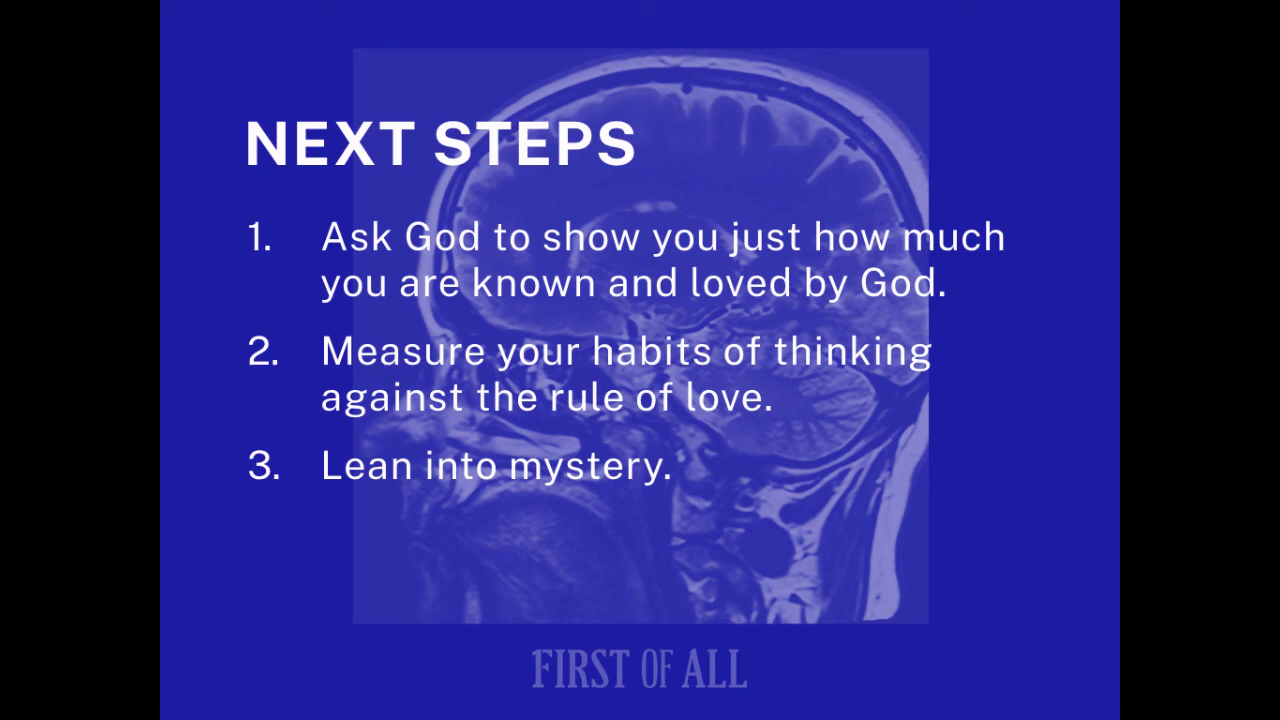 NEXT STEPS
1. Ask God to show you just how much
you are known and loved by God.
2. Measure your habits of thinking
against the rule of love.
3. Lean into mystery.
FIRST OF ALL